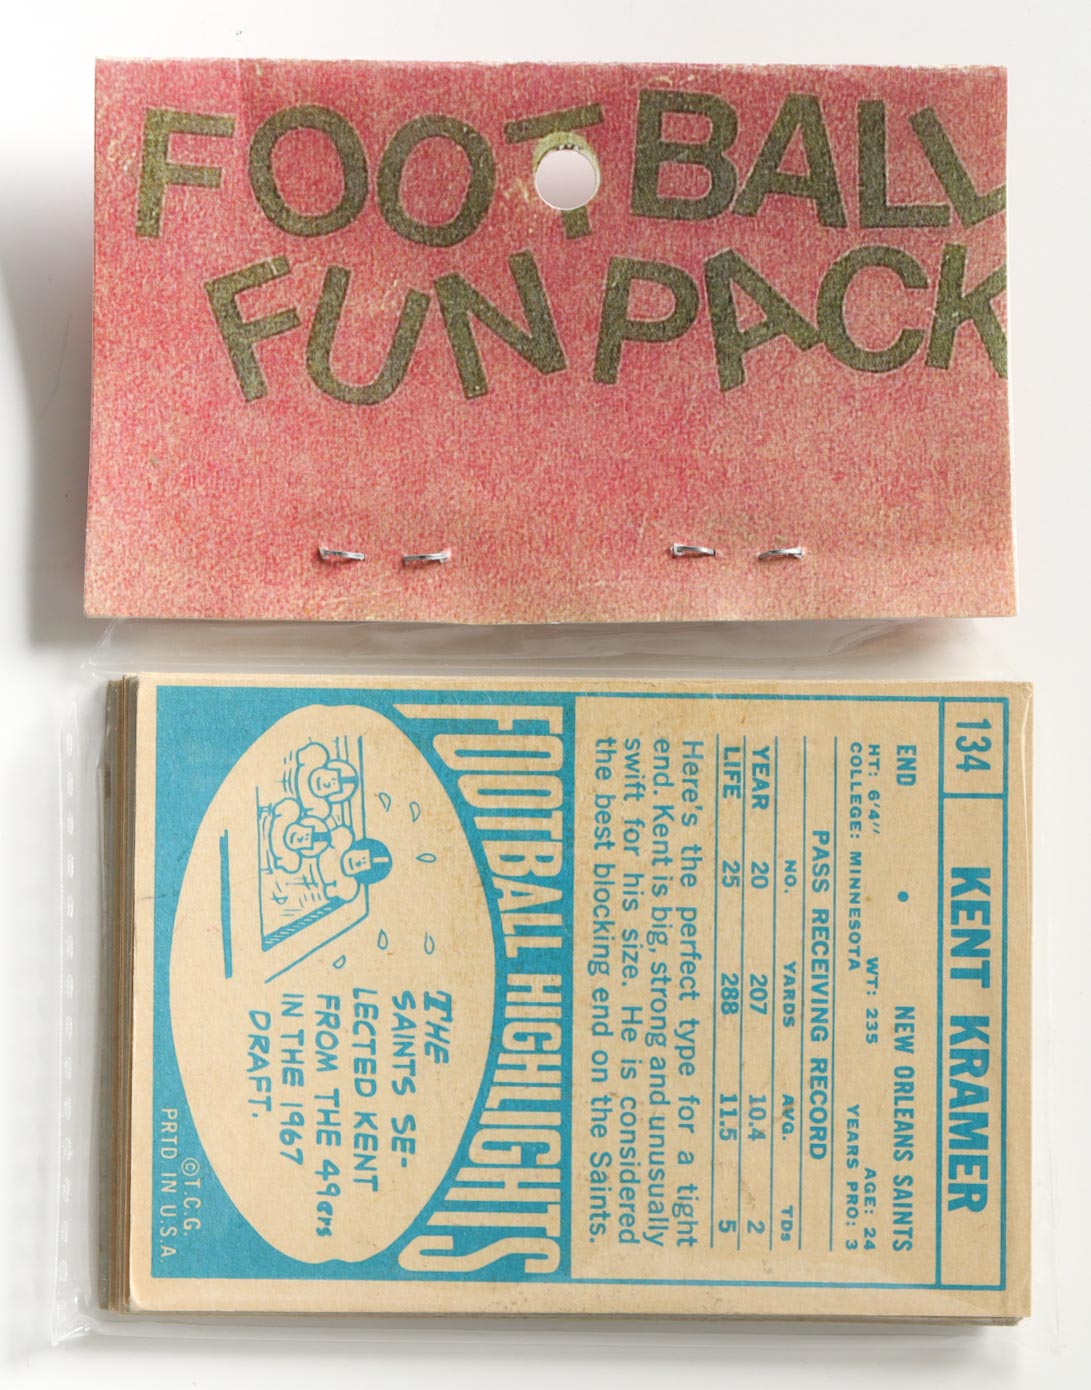 FOOTBALL
FUN PACK
134
KENT KRAMER
END • NEW ORLEANS SAINTS
HT: 6'4" WT: 235 AGE: 24
COLLEGE: MINNESOTA YEARS PRO: 3
PASS RECEIVING RECORD
NO. YARDS AVG. TDs
YEAR 20 207 10.4 2
LIFE 25 288 11.5 5
Here's the perfect type for a tight
end. Kent is big, strong and unusually
swift for his size. He is considered
the best blocking end on the Saints.
FOOTBALL HIGHLIGHTS
THE
SAINTS SE-
LECTED KENT
FROM THE 49ers
IN THE 1967
DRAFT.
©T.C.G.
PRTD. IN U.S.A.